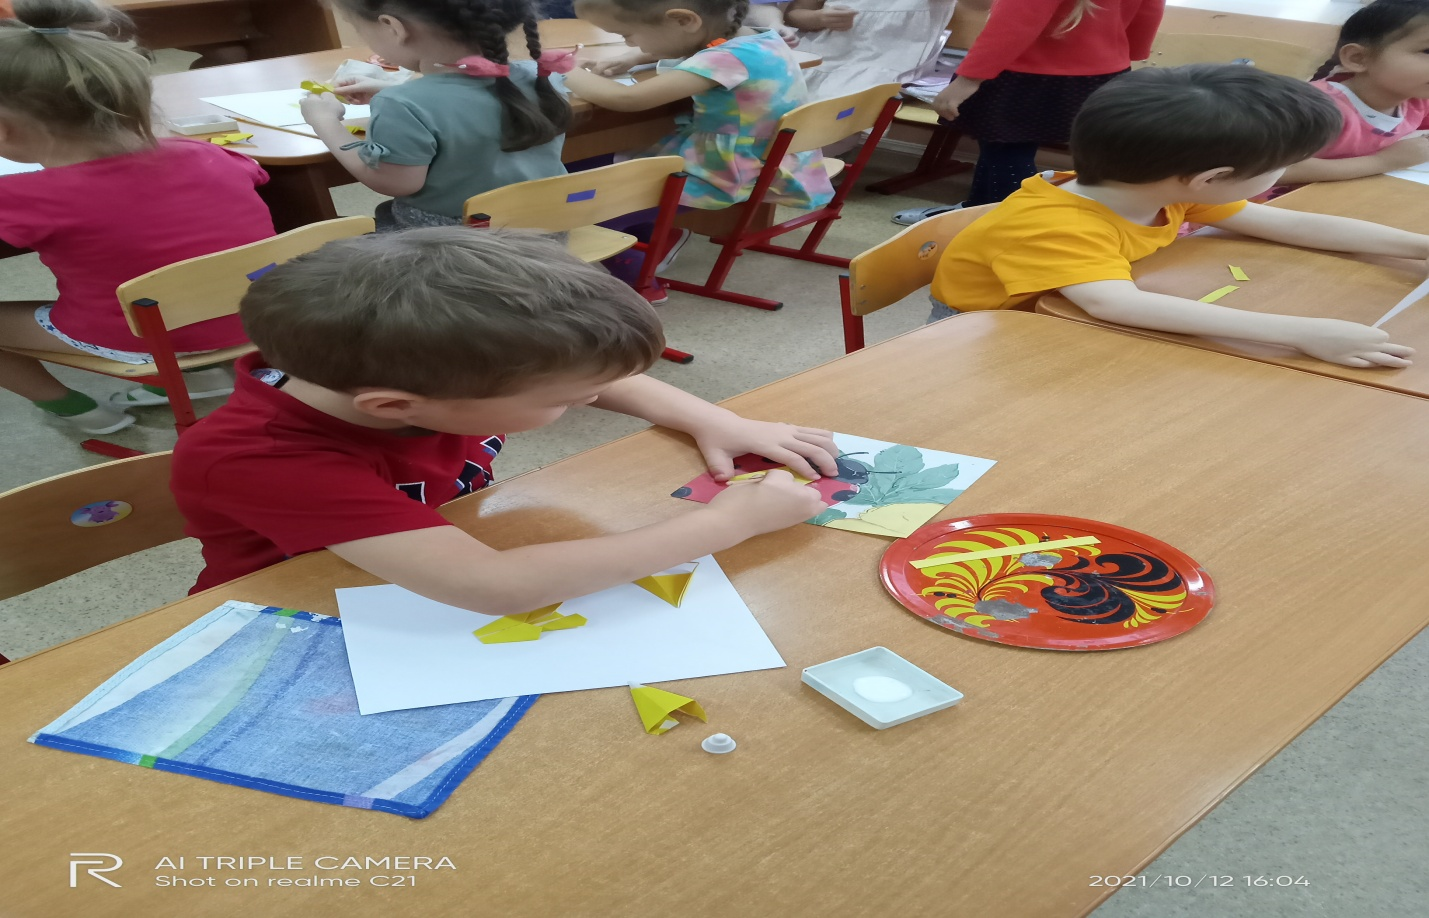 AI TRIPLE CAMERA
Shot on realme C21
2021/10/12 16:04